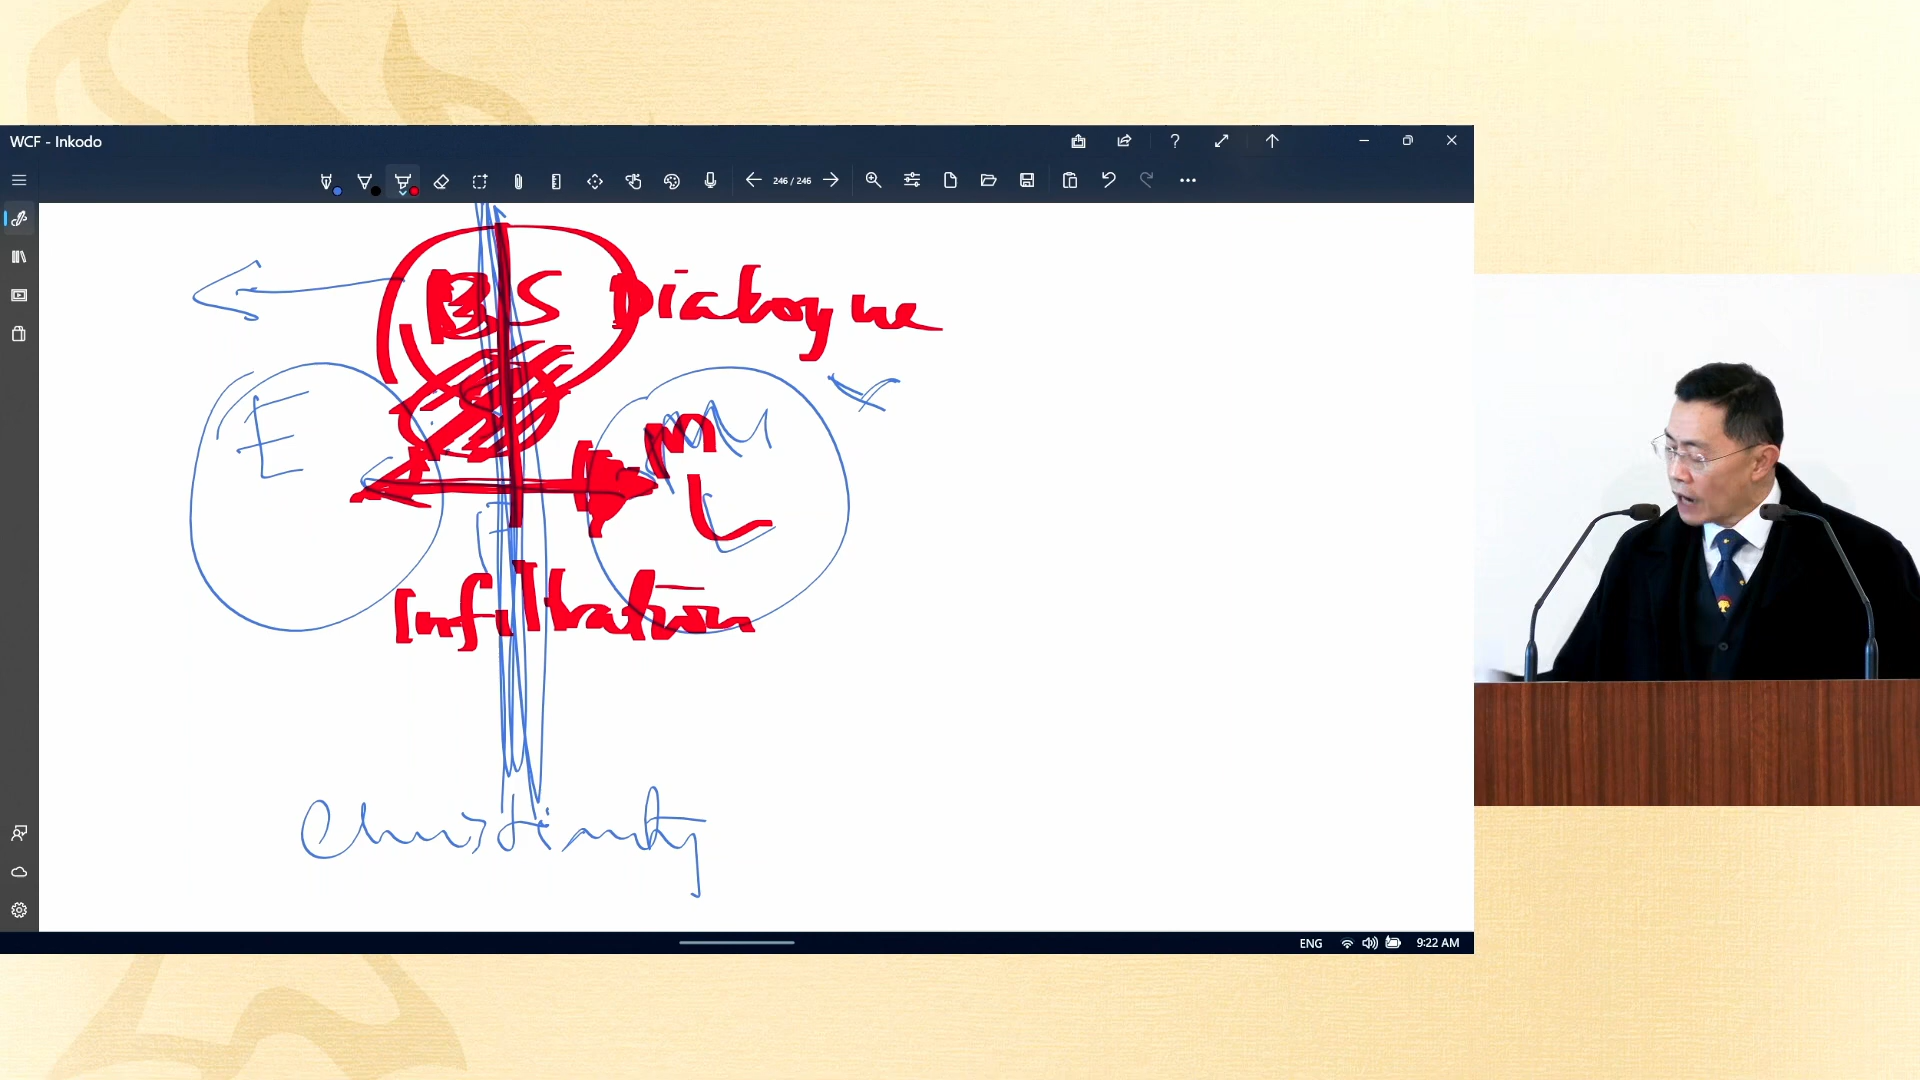 WCF - Inkodo
246 / 246
BS Dialogue
E
M
ML
L
F
Infiltration
Christianity
ENG
9:22 AM